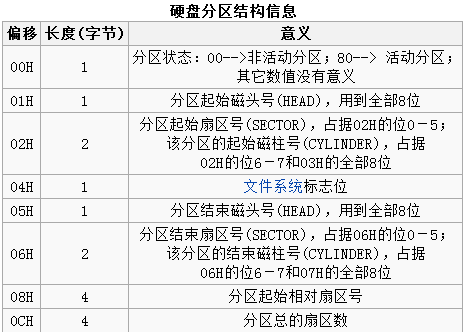 硬盘分区结构信息
偏移 长度(字节) 意义
00H 1 分区状态：00-->非活动分区；80--> 活动分区；
其它数值没有意义
01H 1 分区起始磁头号(HEAD)，用到全部8位
02H 2 分区起始扇区号(SECTOR)，占据02H的位0－5；
该分区的起始磁柱号(CYLINDER)，占据
02H的位6－7和03H的全部8位
04H 1 文件系统标志位
05H 1 分区结束磁头号(HEAD)，用到全部8位
06H 2 分区结束扇区号(SECTOR)，占据06H的位0－5；
该分区的结束磁柱号(CYLINDER)，占据
06H的位6－7和07H的全部8位
08H 4 分区起始相对扇区号
0CH 4 分区总的扇区数